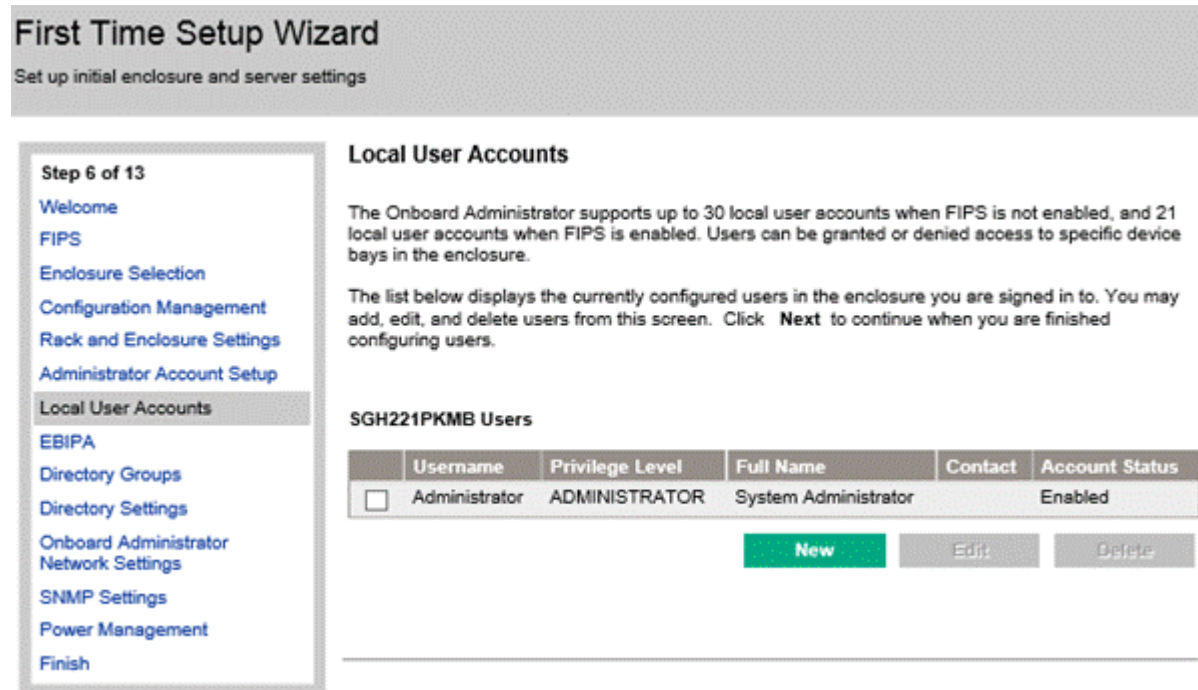 First Time Setup Wizard
Set up initial enclosure and server settings
Step 6 of 13
Welcome
FIPS
Enclosure Selection
Configuration Management
Rack and Enclosure Settings
Administrator Account Setup
Local User Accounts
EBIPA
Directory Groups
Directory Settings
Onboard Administrator
Network Settings
SNMP Settings
Power Management
Finish
Local User Accounts
The Onboard Administrator supports up to 30 local user accounts when FIPS is not enabled, and 21
local user accounts when FIPS is enabled. Users can be granted or denied access to specific device
bays in the enclosure.
The list below displays the currently configured users in the enclosure you are signed in to. You may
add, edit, and delete users from this screen. Click Next to continue when you are finished
configuring users.
SGH221PKMB Users
Username Privilege Level Full Name Contact Account Status
Administrator ADMINISTRATOR System Administrator Enabled
New Edit Delete